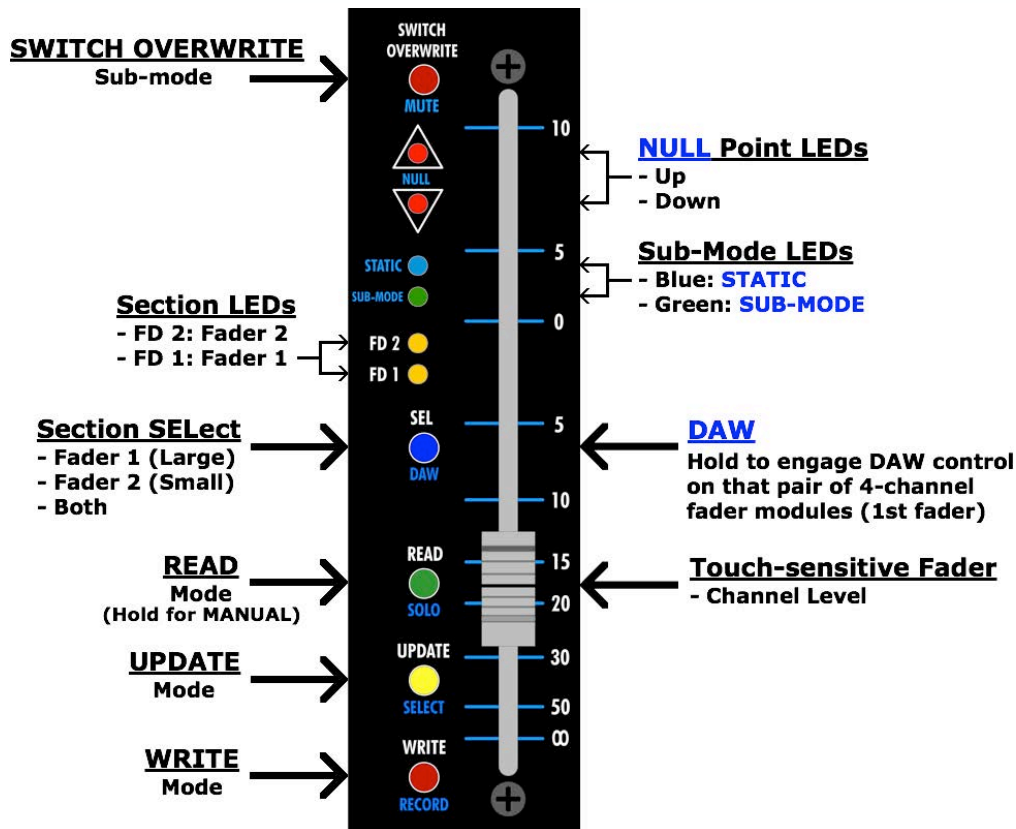 SWITCH OVERWRITE
Sub-mode
Section LEDs
- FD 2: Fader 2
- FD 1: Fader 1
Section SELect
- Fader 1 (Large)
- Fader 2 (Small)
- Both
READ
Mode
(Hold for MANUAL)
UPDATE
Mode
WRITE
Mode
SWITCH
OVERWRITE
MUTE
NULL
STATIC
SUB-MODE
FD 2
FD 1
SEL
DAW
READ
SOLO
UPDATE
SELECT
WRITE
RECORD
10
5
0
5
10
15
20
30
50
∞
NULL Point LEDs
- Up
- Down
Sub-Mode LEDs
- Blue: STATIC
- Green: SUB-MODE
DAW
Hold to engage DAW control
on that pair of 4-channel
fader modules (1st fader)
Touch-sensitive Fader
- Channel Level